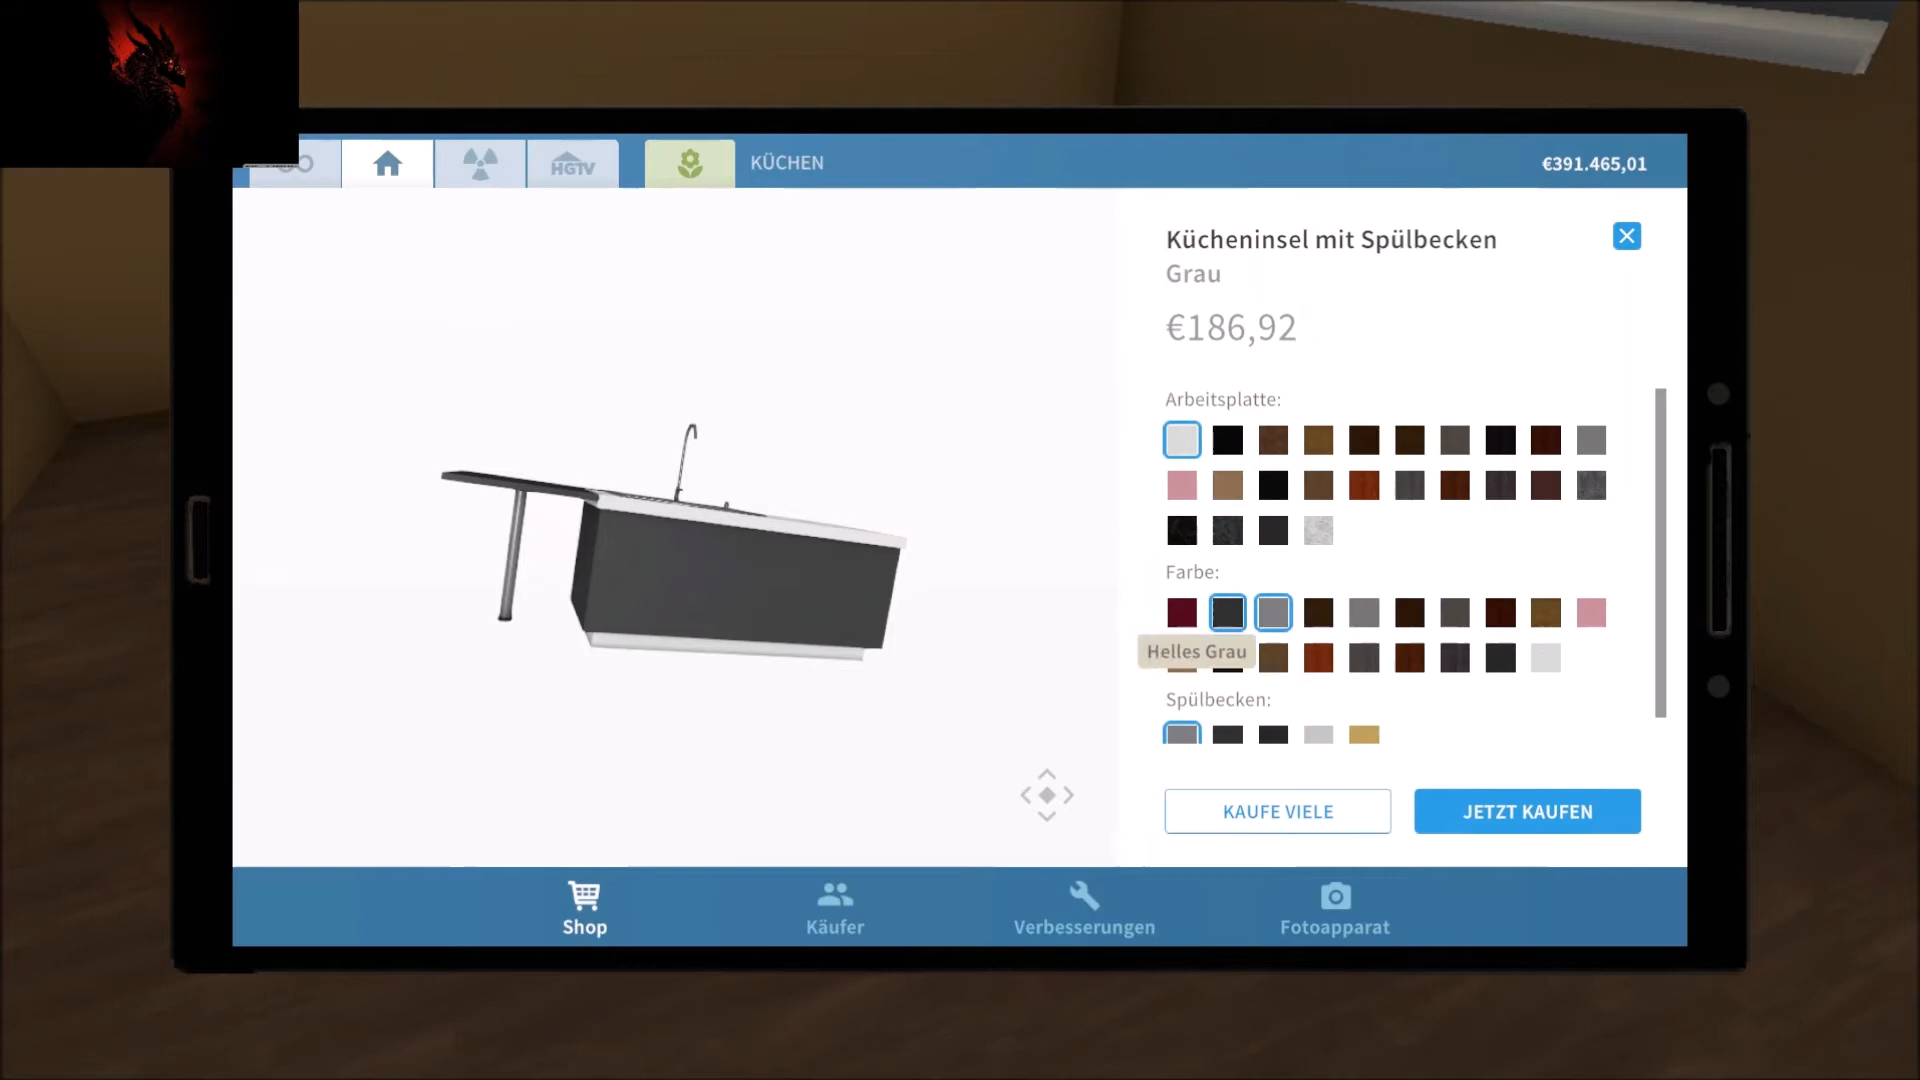 HGTV
KÜCHEN
€391.465,01
Kücheninsel mit Spülbecken
Grau
€186,92
Arbeitsplatte:
Farbe:
Helles Grau
Spülbecken:
KAUFE VIELE
JETZT KAUFEN
Shop
Käufer
Verbesserungen
Fotoapparat